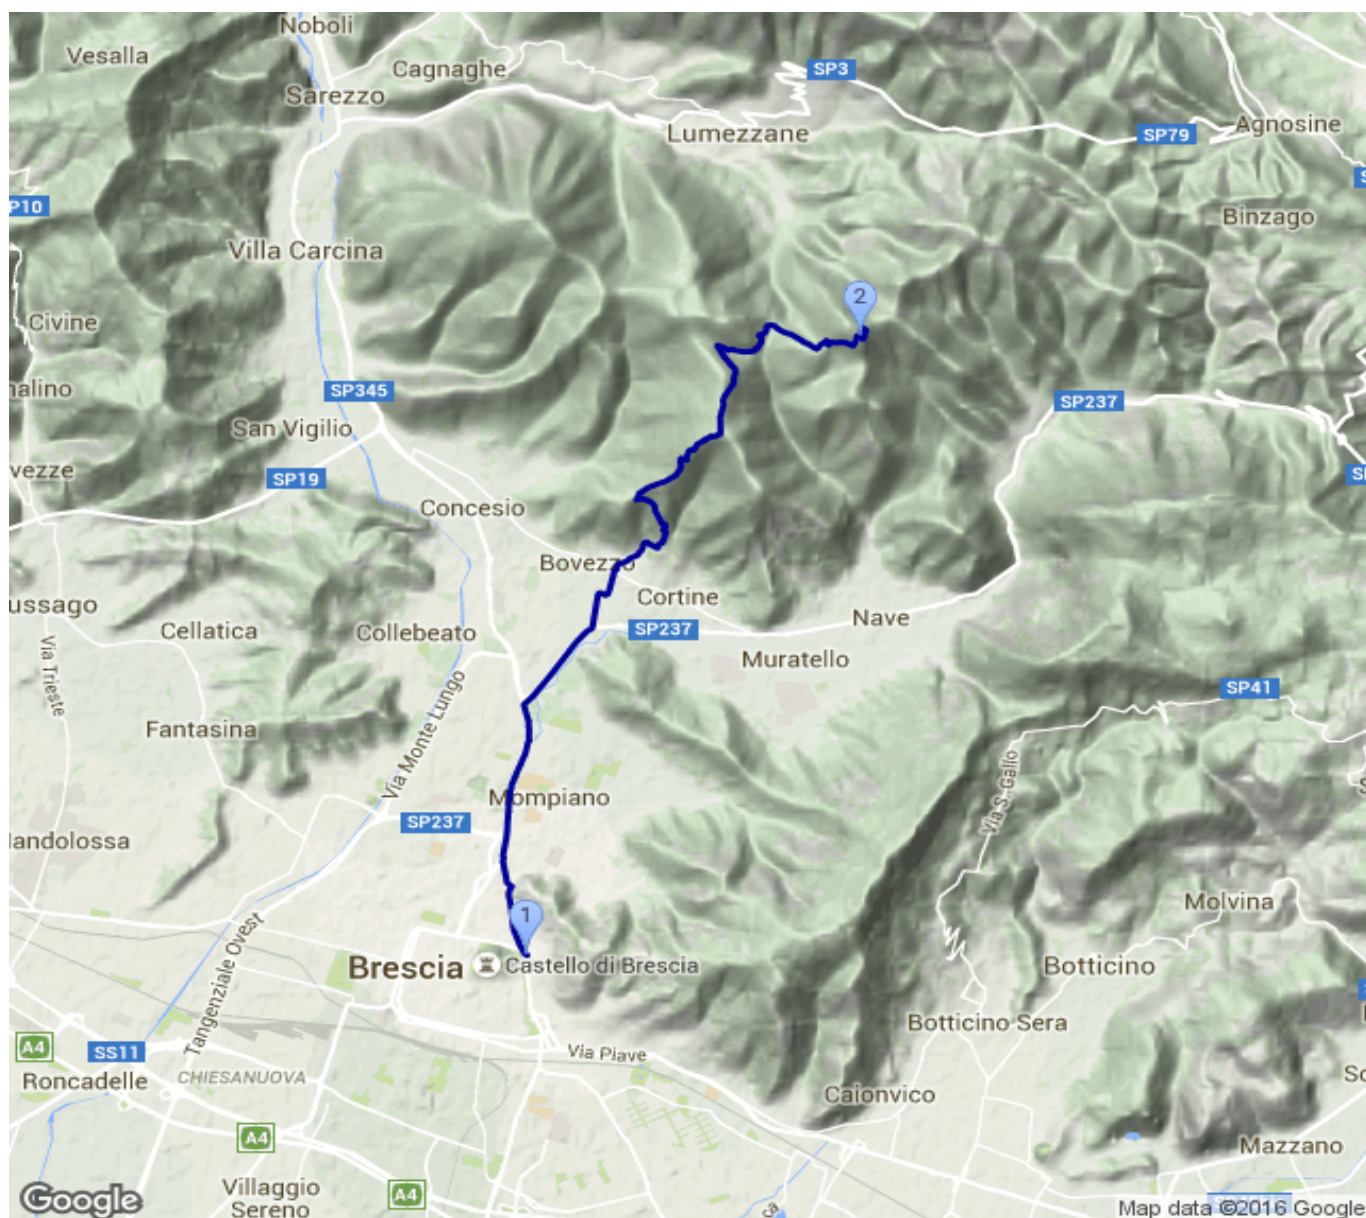 Noboli
Vesalla
Cagnaghe
SP3
Sarezzo
Lumezzane
SP79
Agnosine
P10
Binzago
Villa Carcina
2
Civine
SP345
nalino
SP237
San Vigilio
vezze
SP19
Concesio
Bovezzo
Cortine
ussago
Cellatica
Collebeato
SP237
Nave
Via Trieste
Muratello
SP41
Fantasina
Via Monte Lungo
Via S. Gallo
Mompiano
SP237
landolossa
Molvina
1
Brescia
Castello di Brescia
Botticino
Tangenziale Ovest
Botticino Sera
A4
SS11
Via Piave
Roncadelle
CHIESANUOVA
Caionvico
A4
Mazzano
Villaggio
Sereno
A4
Google
Map data ©2016 Google